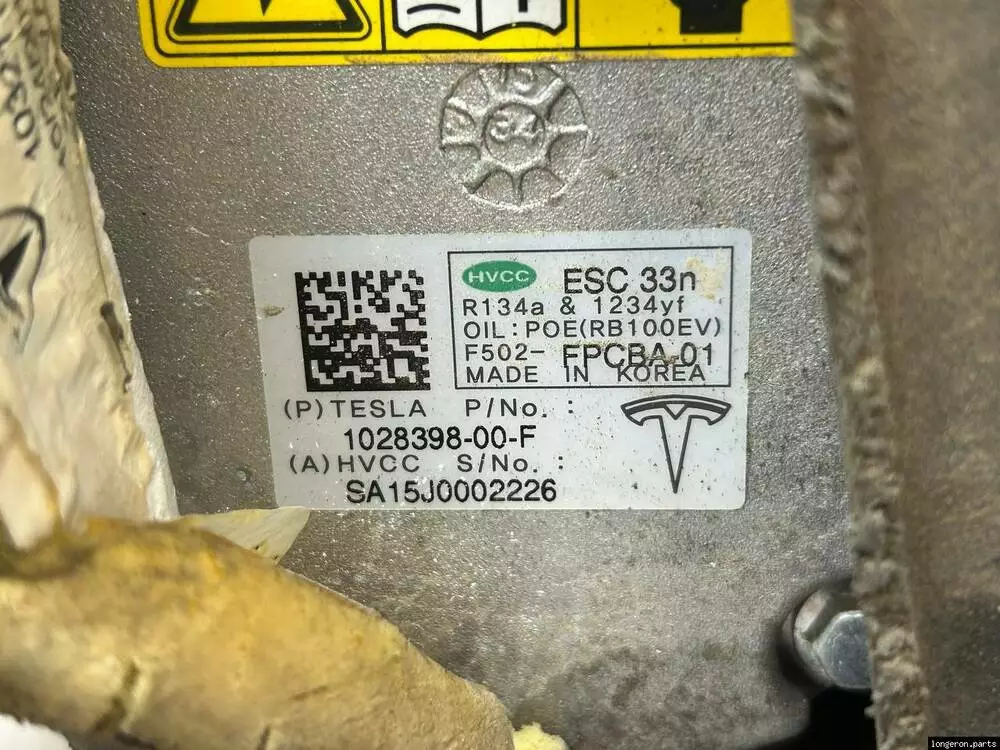 34
HVCC ESC 33n
R134a & 1234yf
OIL : POE(RB100EV)
F502- FPCBA-01
MADE IN KOREA
(P) TESLA P/No. :
1028398-00-F
(A) HVCC S/No. :
SA15J0002226
longeron.parts